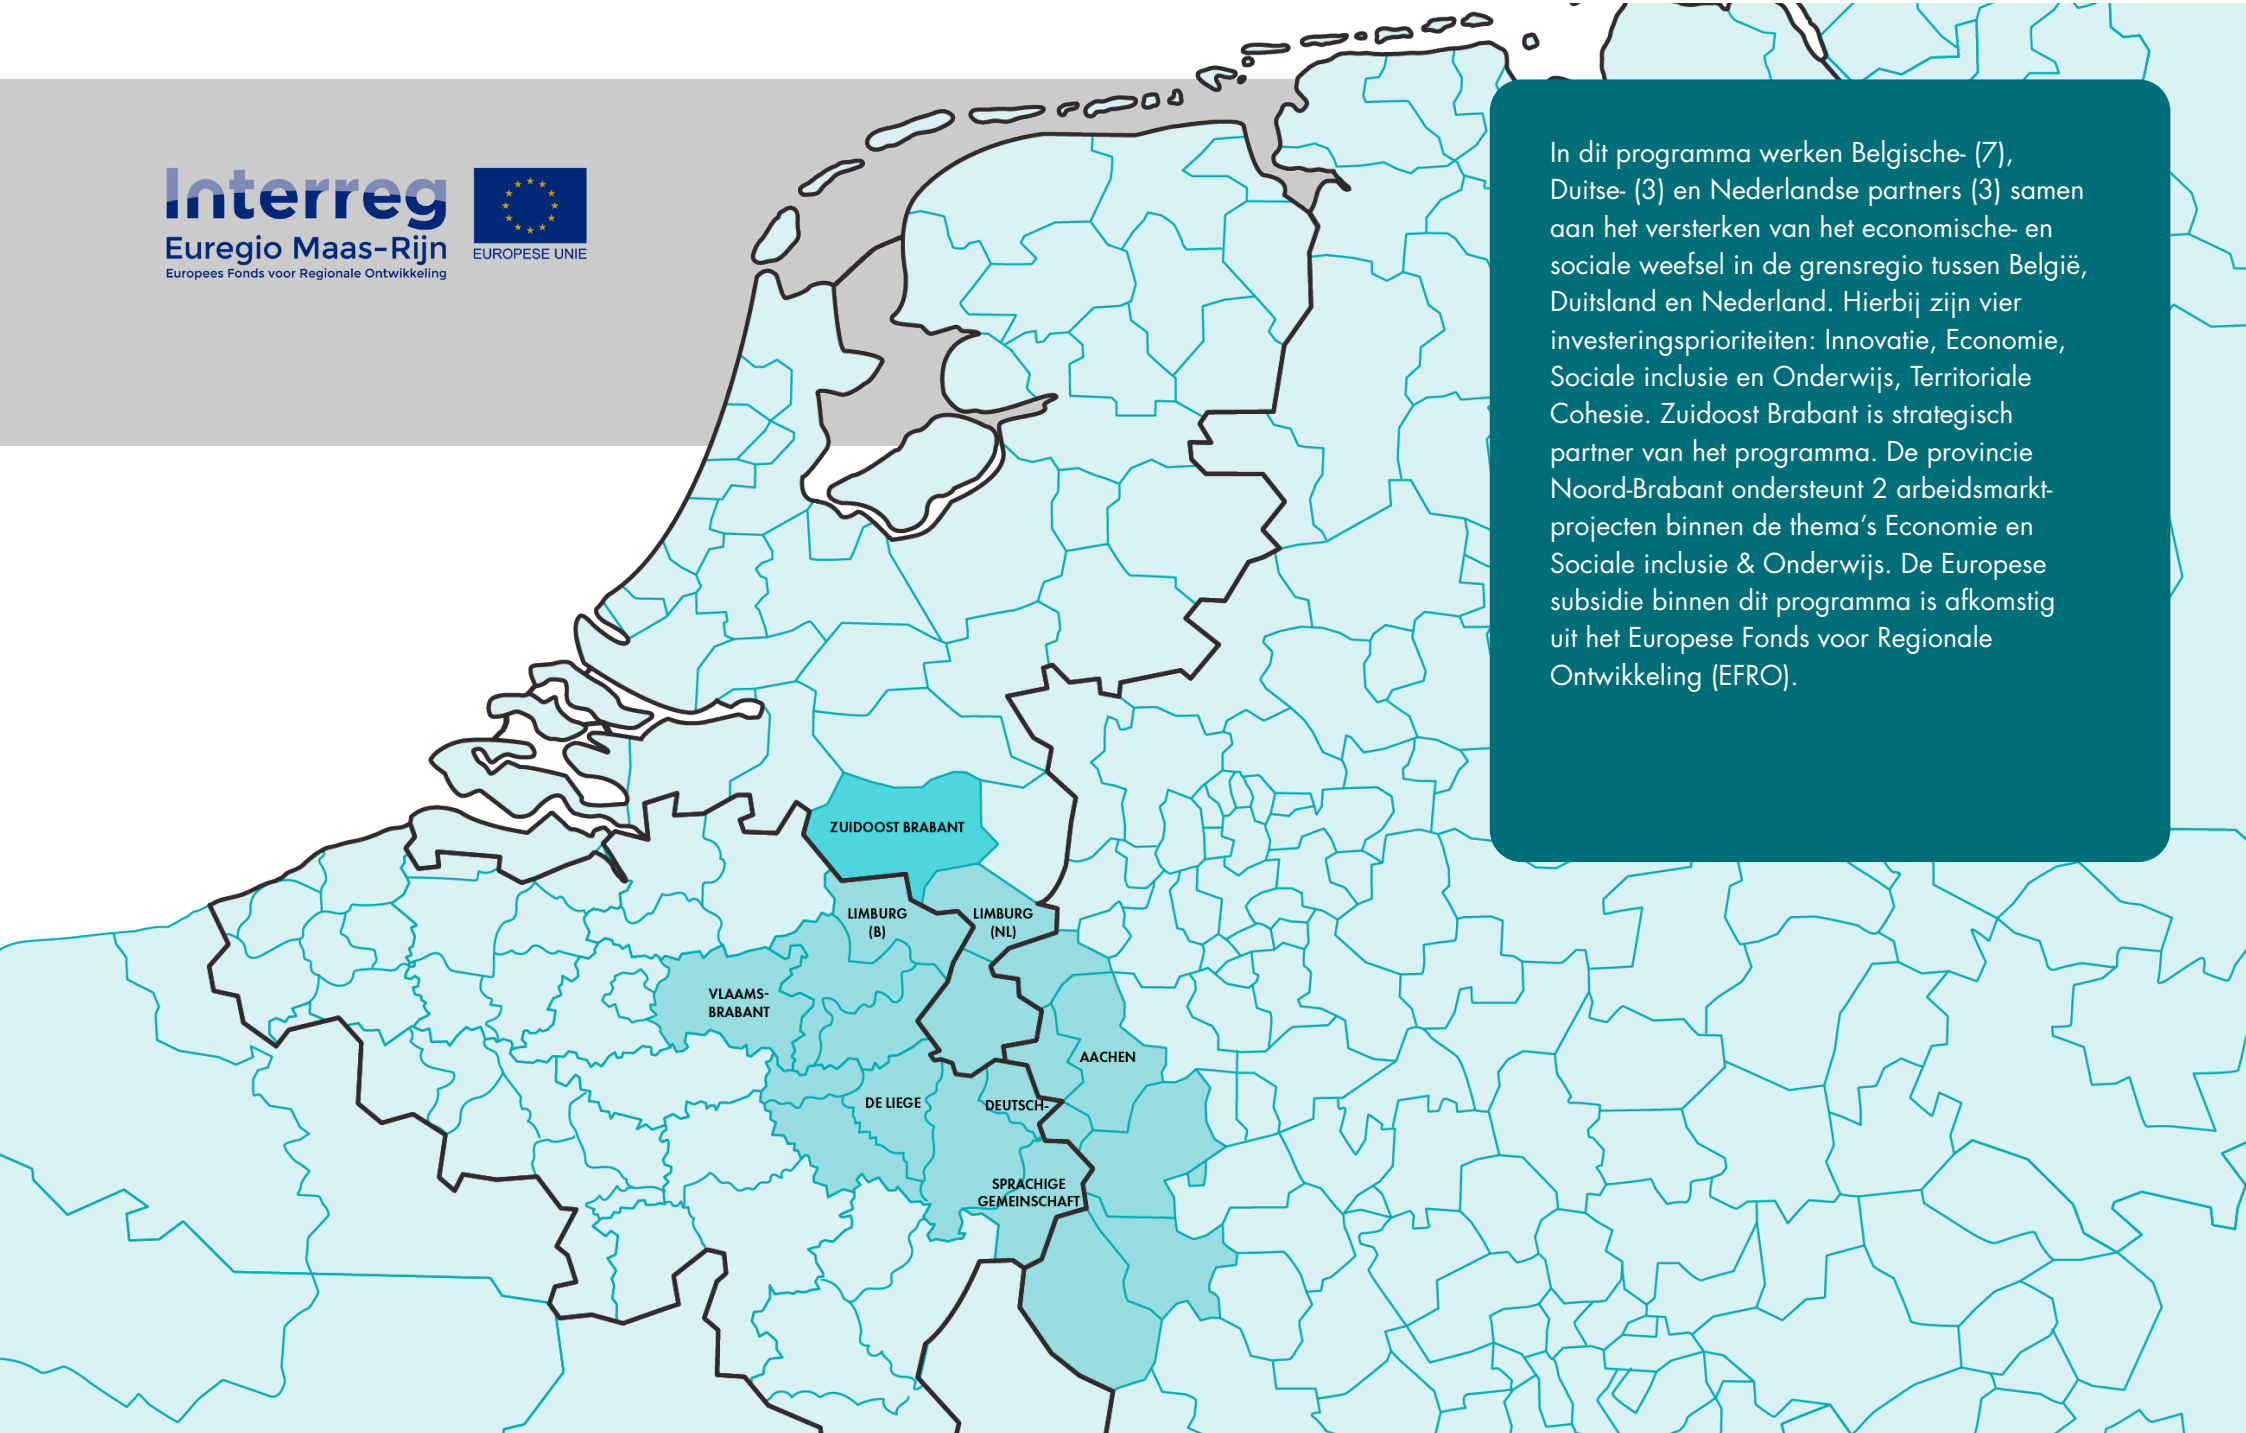 Interreg
Euregio Maas-Rijn
Europees Fonds voor Regionale Ontwikkeling
EUROPESE UNIE
In dit programma werken Belgische- (7),
Duitse- (3) en Nederlandse partners (3) samen
aan het versterken van het economische- en
sociale weefsel in de grensregio tussen België,
Duitsland en Nederland. Hierbij zijn vier
investeringsprioriteiten: Innovatie, Economie,
Sociale inclusie en Onderwijs, Territoriale
Cohesie. Zuidoost Brabant is strategisch
partner van het programma. De provincie
Noord-Brabant ondersteunt 2 arbeidsmarkt-
projecten binnen de thema’s Economie en
Sociale inclusie & Onderwijs. De Europese
subsidie binnen dit programma is afkomstig
uit het Europese Fonds voor Regionale
Ontwikkeling (EFRO).
ZUIDOOST BRABANT
LIMBURG
(B)
LIMBURG
(NL)
VLAAMS-
BRABANT
AACHEN
DE LIEGE
DEUTSCH-
SPRACHIGE
GEMEINSCHAFT